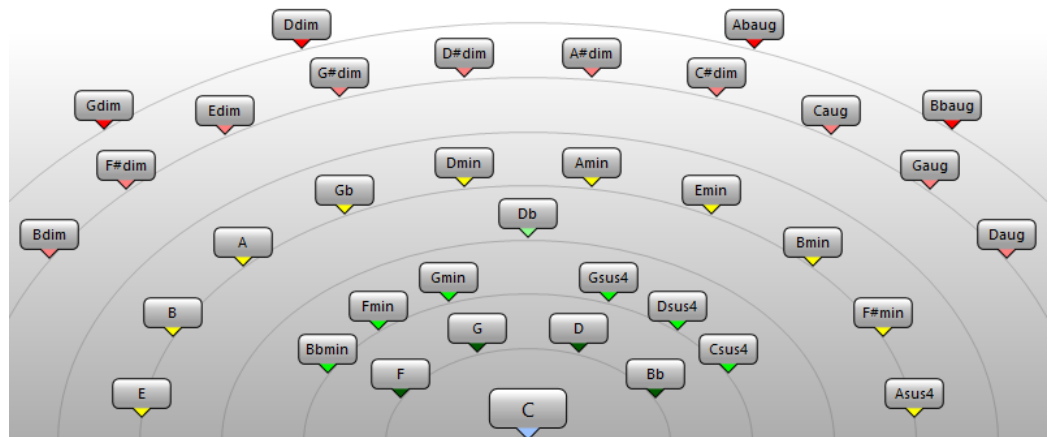 Ddim
Abaug
D#dim
A#dim
G#dim
C#dim
Gdim
Edim
Caug
Bbaug
F#dim
Dmin
Amin
Gaug
Gb
Emin
Db
Bdim
A
Bmin
Daug
Gmin
Gsus4
B
Fmin
Dsus4
F#min
G
D
Bbmin
Csus4
F
Bb
E
C
Asus4